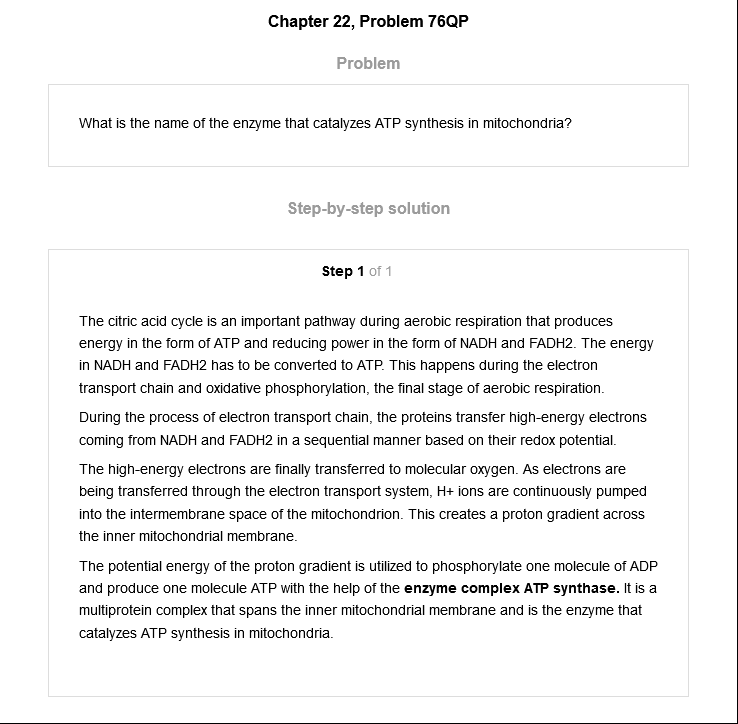 Chapter 22, Problem 76QP
Problem
What is the name of the enzyme that catalyzes ATP synthesis in mitochondria?
Step-by-step solution
Step 1 of 1
The citric acid cycle is an important pathway during aerobic respiration that produces
energy in the form of ATP and reducing power in the form of NADH and FADH2. The energy
in NADH and FADH2 has to be converted to ATP. This happens during the electron
transport chain and oxidative phosphorylation, the final stage of aerobic respiration.
During the process of electron transport chain, the proteins transfer high-energy electrons
coming from NADH and FADH2 in a sequential manner based on their redox potential.
The high-energy electrons are finally transferred to molecular oxygen. As electrons are
being transferred through the electron transport system, H+ ions are continuously pumped
into the intermembrane space of the mitochondrion. This creates a proton gradient across
the inner mitochondrial membrane.
The potential energy of the proton gradient is utilized to phosphorylate one molecule of ADP
and produce one molecule ATP with the help of the enzyme complex ATP synthase. It is a
multiprotein complex that spans the inner mitochondrial membrane and is the enzyme that
catalyzes ATP synthesis in mitochondria.